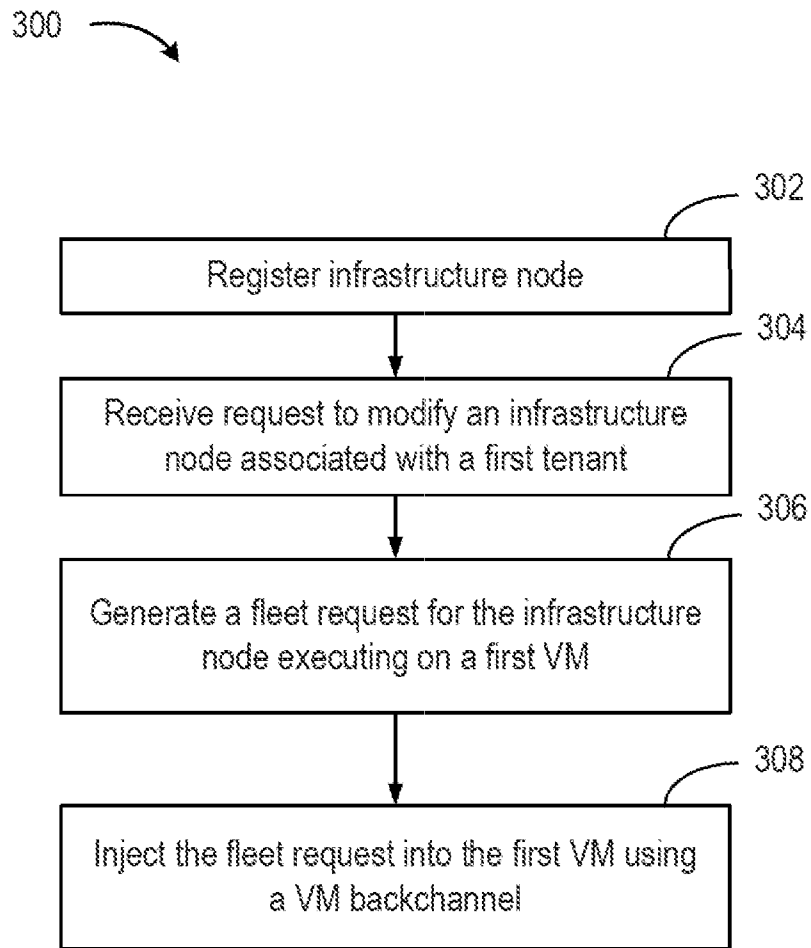 300
302
Register infrastructure node
304
Receive request to modify an infrastructure
node associated with a first tenant
306
Generate a fleet request for the infrastructure
node executing on a first VM
308
Inject the fleet request into the first VM using
a VM backchannel